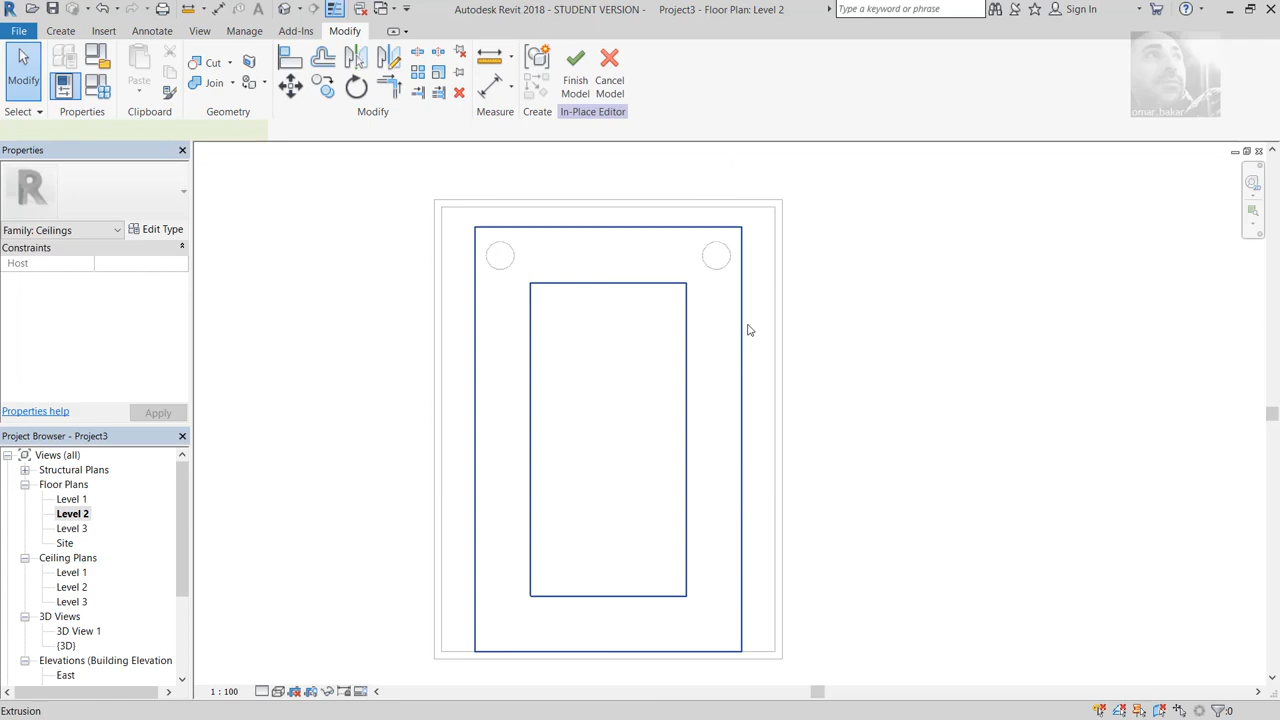 Autodesk Revit 2018 - STUDENT VERSION - Project3 - Floor Plan: Level 2
Type a keyword or phrase
Sign In
File
Create
Insert
Annotate
View
Manage
Add-Ins
Modify
Modify
Paste
Cut
Join
Finish
Model
Cancel
Model
Select
Properties
Clipboard
Geometry
Modify
Measure
Create
In-Place Editor
omar_bakar
Properties
R
Family: Ceilings
Edit Type
Constraints
Host
Properties help
Apply
Project Browser - Project3
Views (all)
Structural Plans
Floor Plans
Level 1
Level 2
Level 3
Site
Ceiling Plans
Level 1
Level 2
Level 3
3D Views
3D View 1
{3D}
Elevations (Building Elevation
East
1 : 100
Extrusion
:0